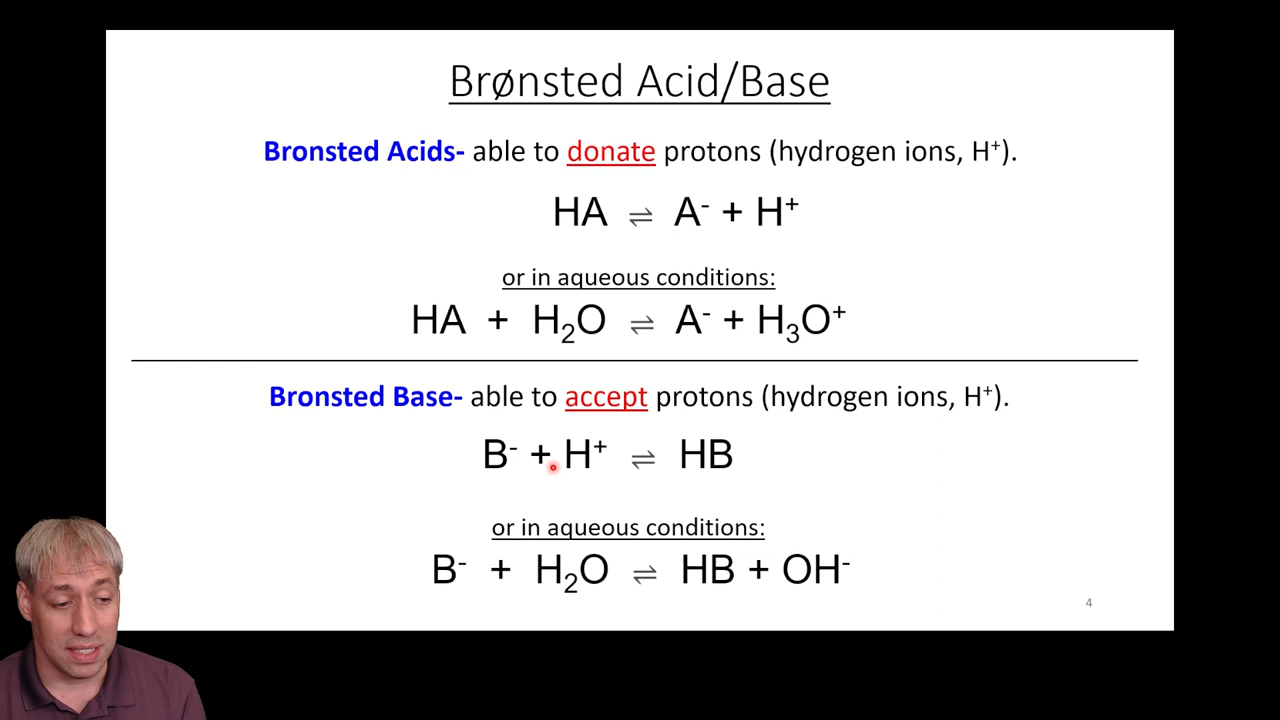 Brønsted Acid/Base
Bronsted Acids- able to donate protons (hydrogen ions, H⁺).
HA ⇌ A⁻ + H⁺
or in aqueous conditions:
HA + H₂O ⇌ A⁻ + H₃O⁺
Bronsted Base- able to accept protons (hydrogen ions, H⁺).
B⁻ + H⁺ ⇌ HB
or in aqueous conditions:
B⁻ + H₂O ⇌ HB + OH⁻
4